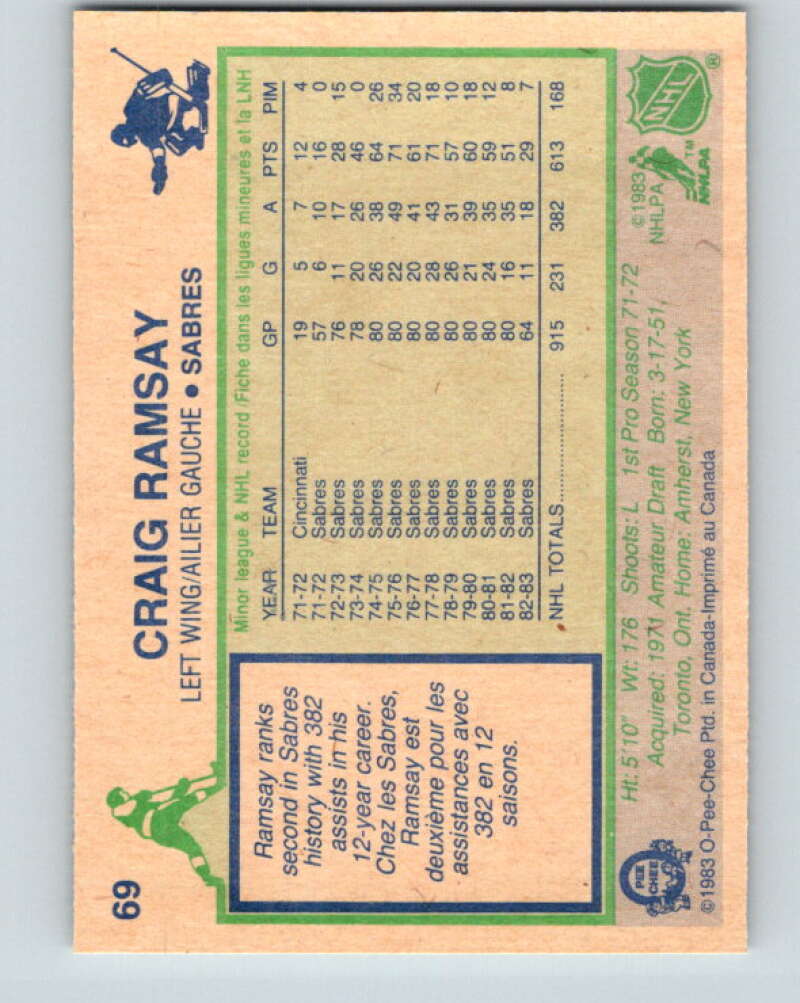 69
CRAIG RAMSAY
LEFT WING/AILIER GAUCHE • SABRES
Ramsay ranks
second in Sabres
history with 382
assists in his
12-year career.
Chez les Sabres,
Ramsay est
deuxième pour les
assistances avec
382 en 12
saisons.
Minor league & NHL record/Fiche dans les ligues mineures et la LNH
YEAR TEAM GP G A PTS PIM
71-72 Cincinnati 19 5 7 12 4
71-72 Sabres 57 6 10 16 0
72-73 Sabres 76 11 17 28 15
73-74 Sabres 78 20 26 46 0
74-75 Sabres 80 26 38 64 26
75-76 Sabres 80 22 49 71 34
76-77 Sabres 80 20 41 61 20
77-78 Sabres 80 28 43 71 18
78-79 Sabres 80 26 31 57 10
79-80 Sabres 80 21 39 60 18
80-81 Sabres 80 24 35 59 12
81-82 Sabres 80 16 35 51 8
82-83 Sabres 64 11 18 29 7
NHL TOTALS 915 231 382 613 168
Ht: 5'10" Wt: 176 Shoots: L 1st Pro Season 71-72
Acquired: 1971 Amateur Draft Born: 3-17-51,
Toronto, Ont. Home: Amherst, New York
©1983 O-Pee-Chee Ptd. in Canada-Imprimé au Canada
©1983
NHLPA
NHLPA™
NHL®
O
PEE
CHEE